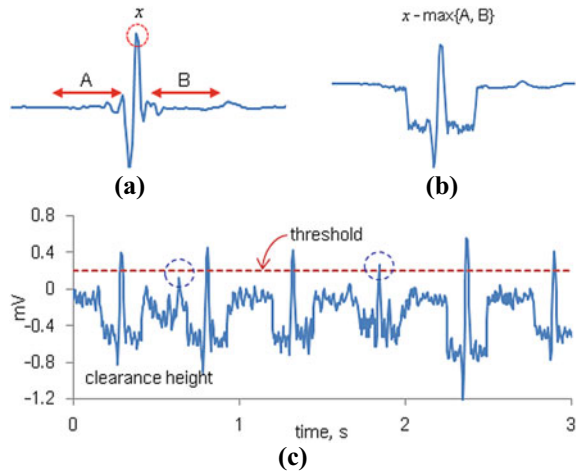 x
A
B
(a)
x - max{A, B}
(b)
0.8
0.4
0
-0.4
-0.8
-1.2
mV
threshold
clearance height
0
1
2
3
time, s
(c)